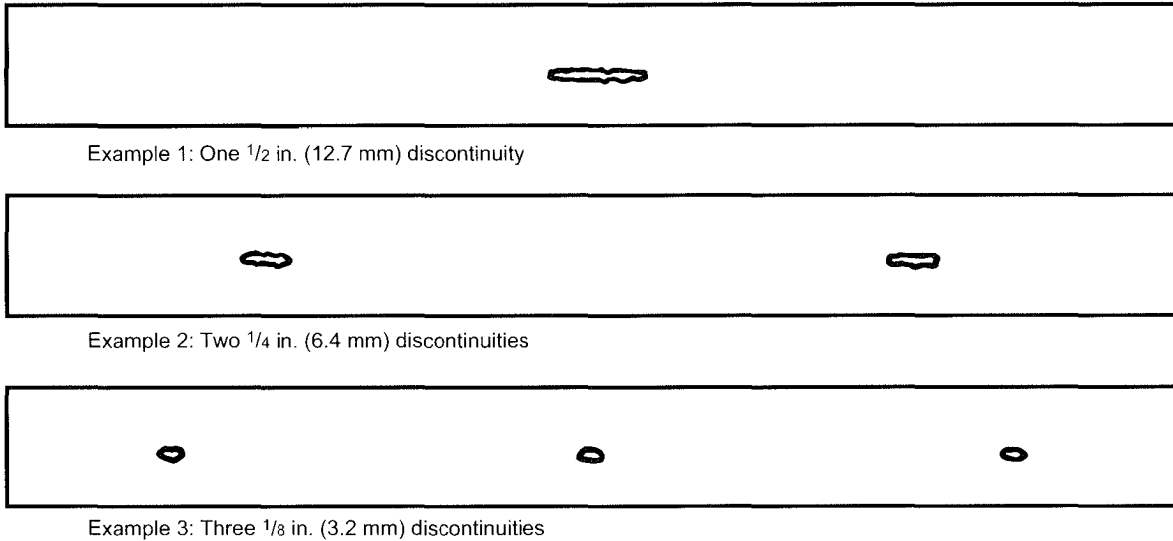 Example 1: One 1/2 in. (12.7 mm) discontinuity
Example 2: Two 1/4 in. (6.4 mm) discontinuities
Example 3: Three 1/8 in. (3.2 mm) discontinuities